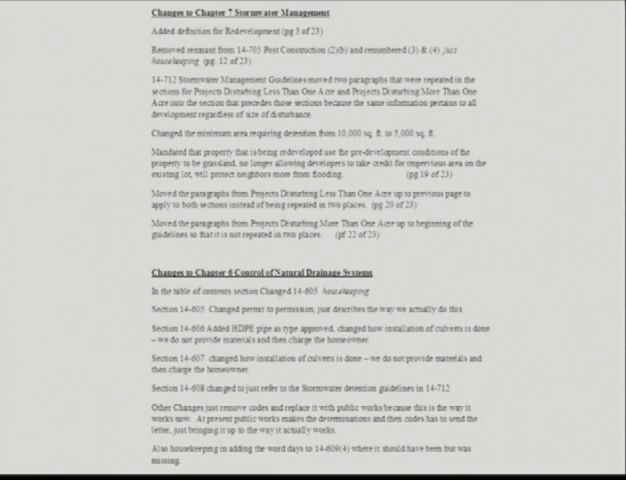 Changes to Chapter 7 Stormwater Management
Added definition for Redevelopment (pg 3 of 23)
Removed remnant from 14-705 Post Construction (2)(b) and renumbered (3) & (4) just
housekeeping (pg. 12 of 23)
14-712 Stormwater Management Guidelines moved two paragraphs that were repeated in the
sections for Projects Disturbing Less Than One Acre and Projects Disturbing More Than One
Acre into the section that precedes those sections because the same information pertains to all
development regardless of size of disturbance.
Changed the minimum area requiring detention from 10,000 sq. ft. to 5,000 sq. ft.
Mandated that property that is being redeveloped use the pre-development conditions of the
property to be grassland, no longer allowing developers to take credit for impervious area on the
existing lot, will protect neighbors more from flooding. (pg 19 of 23)
Moved the paragraphs from Projects Disturbing Less Than One Acre up to previous page to
apply to both sections instead of being repeated in two places. (pg 20 of 23)
Moved the paragraphs from Projects Disturbing More Than One Acre up to beginning of the
guidelines so that it is not repeated in two places. (pf 22 of 23)
Changes to Chapter 6 Control of Natural Drainage Systems
In the table of contents section Changed 14-605 housekeeping
Section 14-605 Changed permit to permission, just describes the way we actually do this
Section 14-606 Added HDPE pipe as type approved, changed how installation of culverts is done
– we do not provide materials and then charge the homeowner.
Section 14-607 changed how installation of culverts is done – we do not provide materials and
then charge the homeowner.
Section 14-608 changed to just refer to the Stormwater detention guidelines in 14-712
Other Changes just remove codes and replace it with public works because this is the way it
works now. At present public works makes the determinations and then codes has to send the
letter, just bringing it up to the way it actually works.
Also housekeeping in adding the word days to 14-609(4) where it should have been but was
missing.